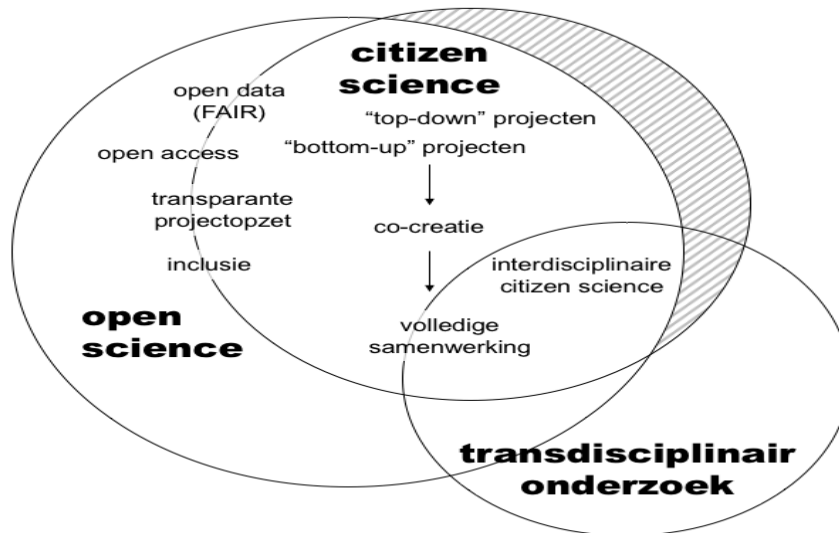 citizen
science
open data
(FAIR)
"top-down" projecten
open access
"bottom-up" projecten
transparante
projectopzet
co-creatie
inclusie
interdisciplinaire
citizen science
open
science
volledige
samenwerking
transdisciplinair
onderzoek